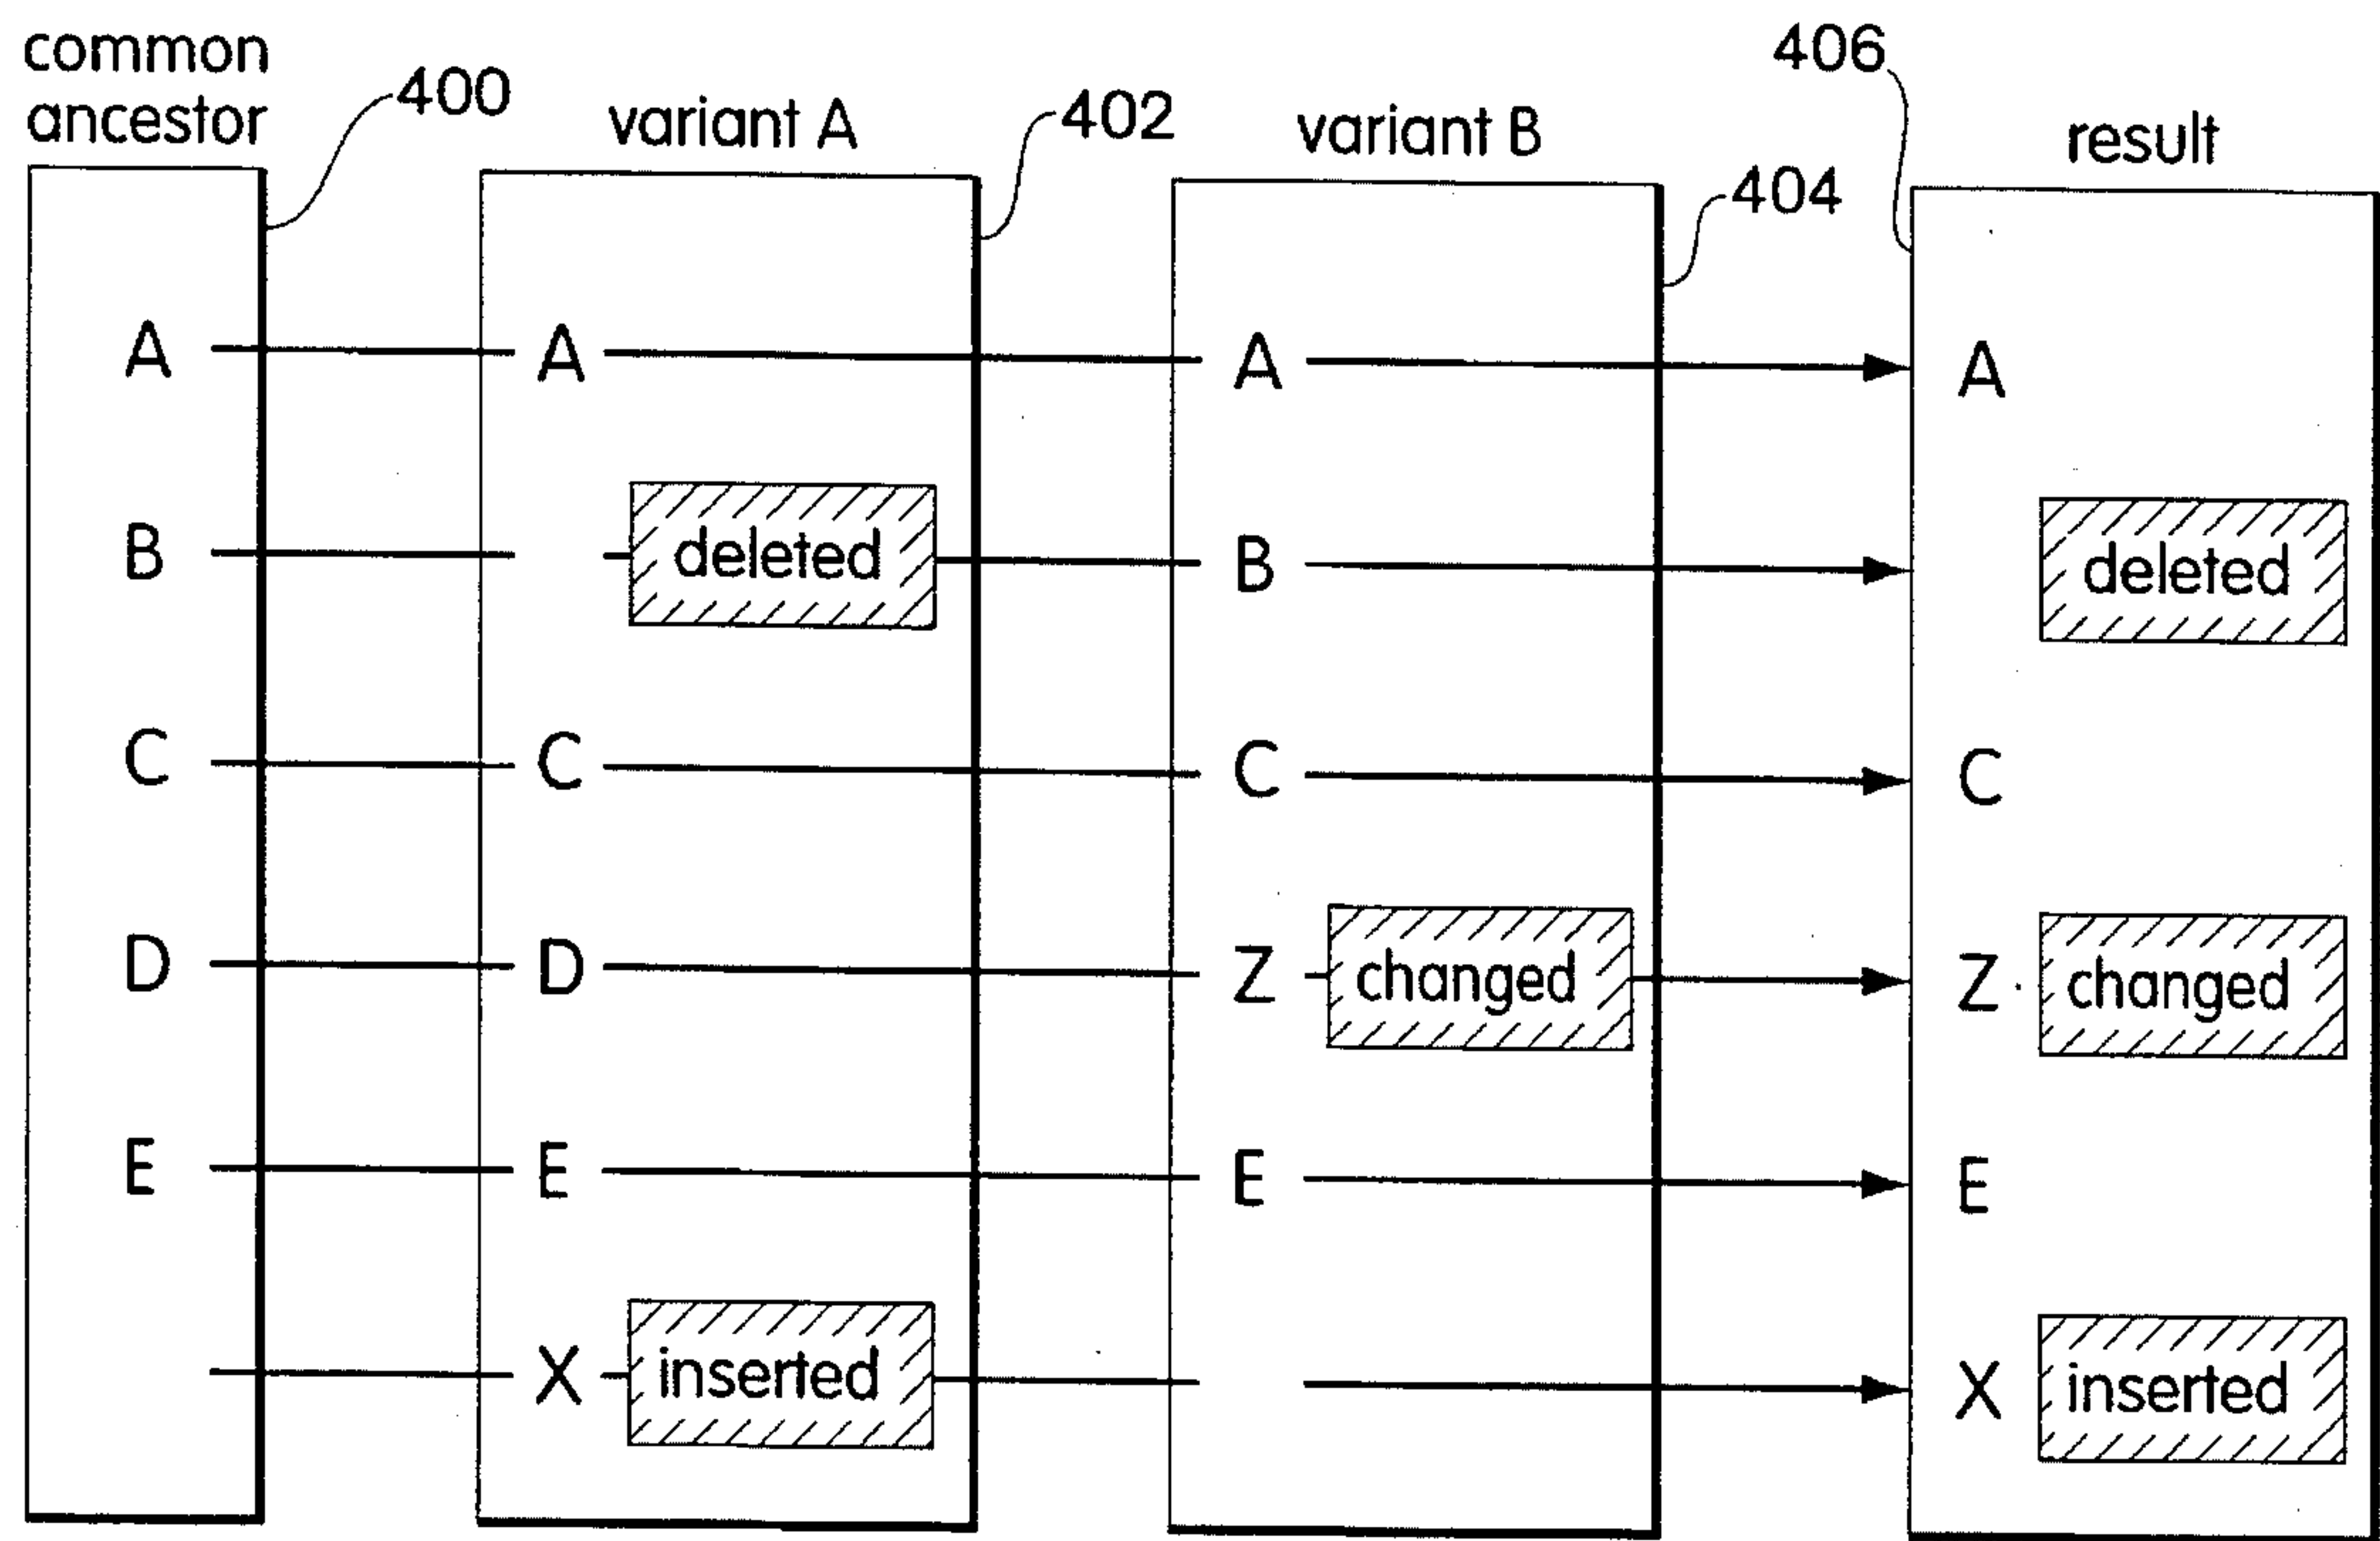 common
ancestor
400
variant A
402
variant B
404
406
result
A A A A
B deleted B deleted
C C C C
D D Z changed Z changed
E E E E
X inserted X inserted